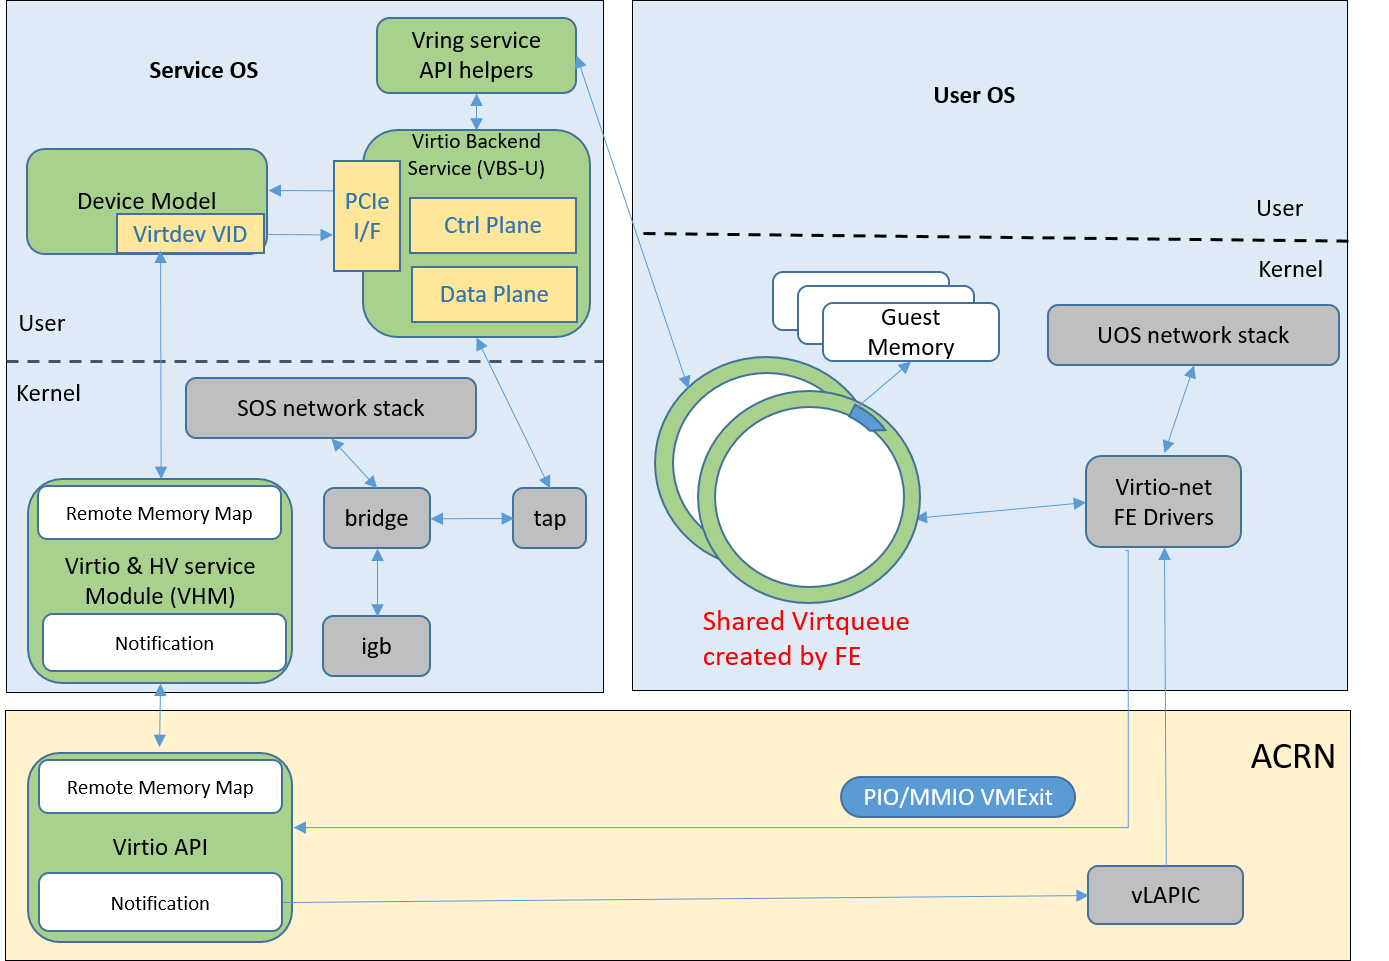 Service OS
Vring service
API helpers
Virtio Backend
Service (VBS-U)
Device Model
Virtdev VID
PCIe
I/F
Ctrl Plane
Data Plane
User
Kernel
SOS network stack
bridge
tap
igb
Remote Memory Map
Virtio & HV service
Module (VHM)
Notification
User OS
User
Kernel
Guest
Memory
UOS network stack
Virtio-net
FE Drivers
Shared Virtqueue
created by FE
ACRN
Remote Memory Map
Virtio API
Notification
PIO/MMIO VMExit
vLAPIC